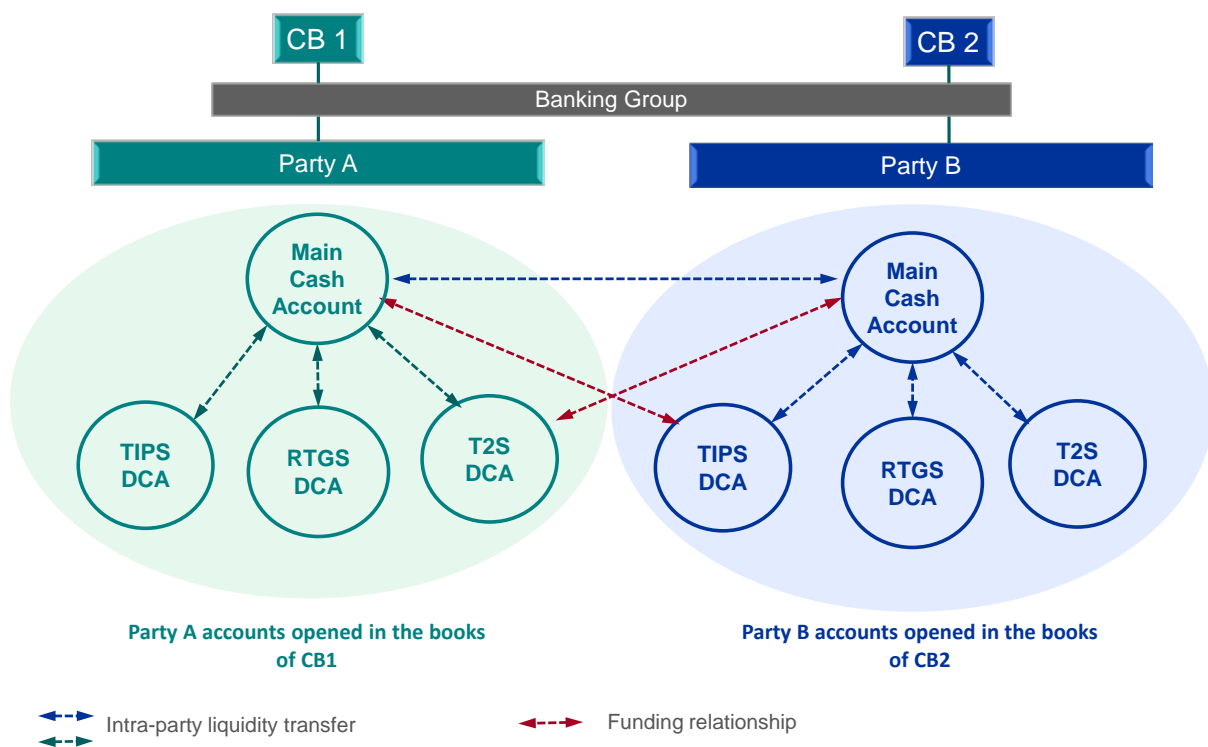 CB 1
CB 2
Banking Group
Party A
Party B
Main
Cash
Account
Main
Cash
Account
TIPS
DCA
RTGS
DCA
T2S
DCA
TIPS
DCA
RTGS
DCA
T2S
DCA
Party A accounts opened in the books
of CB1
Party B accounts opened in the books
of CB2
Intra-party liquidity transfer
Funding relationship